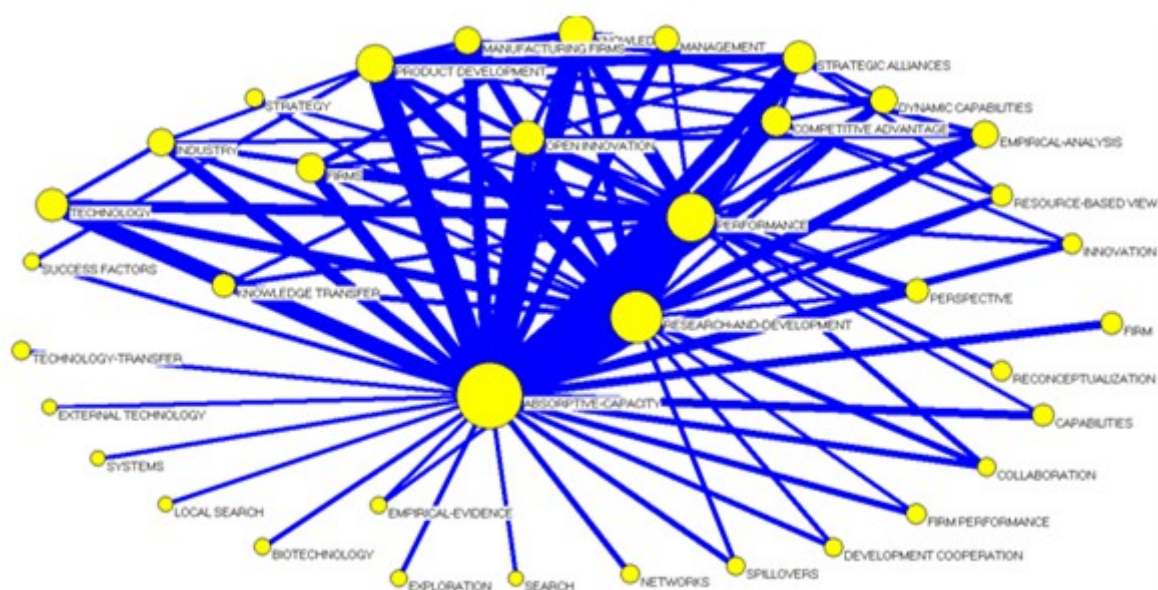 KNOWLED
MANUFACTURING FIRMS
MANAGEMENT
PRODUCT DEVELOPMENT
STRATEGIC ALLIANCES
STRATEGY
DYNAMIC CAPABILITIES
COMPETITIVE ADVANTAGE
EMPIRICAL-ANALYSIS
INDUSTRY
OPEN INNOVATION
FIRMS
RESOURCE-BASED VIEW
TECHNOLOGY
PERFORMANCE
INNOVATION
SUCCESS FACTORS
KNOWLEDGE TRANSFER
PERSPECTIVE
RESEARCH-AND-DEVELOPMENT
FIRM
TECHNOLOGY-TRANSFER
RECONCEPTUALIZATION
ABSORPTIVE-CAPACITY
EXTERNAL TECHNOLOGY
CAPABILITIES
SYSTEMS
COLLABORATION
LOCAL SEARCH
EMPIRICAL-EVIDENCE
FIRM PERFORMANCE
BIOTECHNOLOGY
DEVELOPMENT COOPERATION
EXPLORATION
SEARCH
NETWORKS
SPILLOVERS